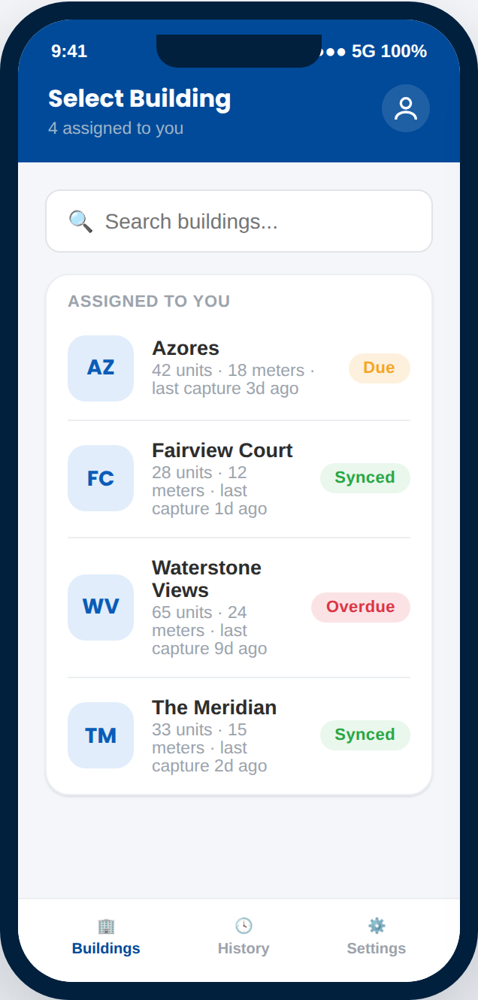 9:41
●● 5G 100%
Select Building
4 assigned to you
Search buildings...
ASSIGNED TO YOU
AZ
Azores
42 units · 18 meters ·
last capture 3d ago
Due
FC
Fairview Court
28 units · 12
meters · last
capture 1d ago
Synced
WV
Waterstone
Views
65 units · 24
meters · last
capture 9d ago
Overdue
TM
The Meridian
33 units · 15
meters · last
capture 2d ago
Synced
Buildings
History
Settings